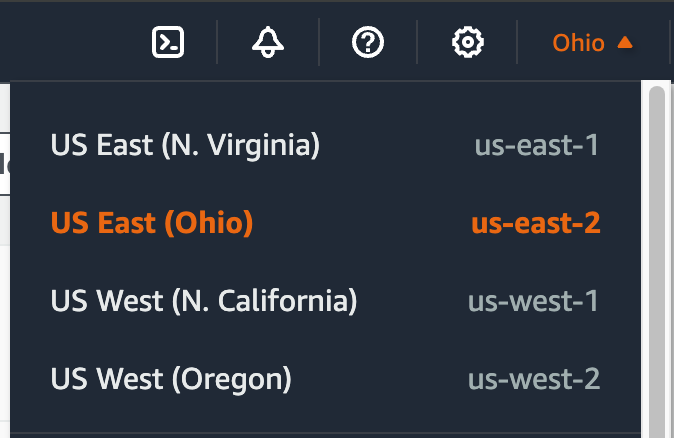 Ohio
US East (N. Virginia) us-east-1
US East (Ohio) us-east-2
US West (N. California) us-west-1
US West (Oregon) us-west-2